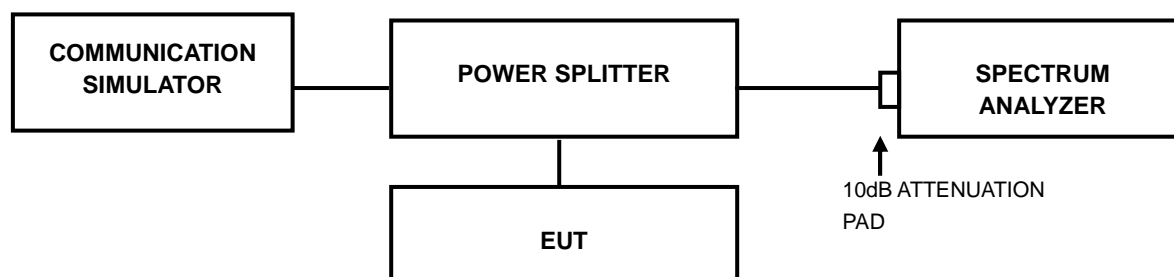 COMMUNICATION
SIMULATOR
POWER SPLITTER
SPECTRUM
ANALYZER
10dB ATTENUATION
PAD
EUT